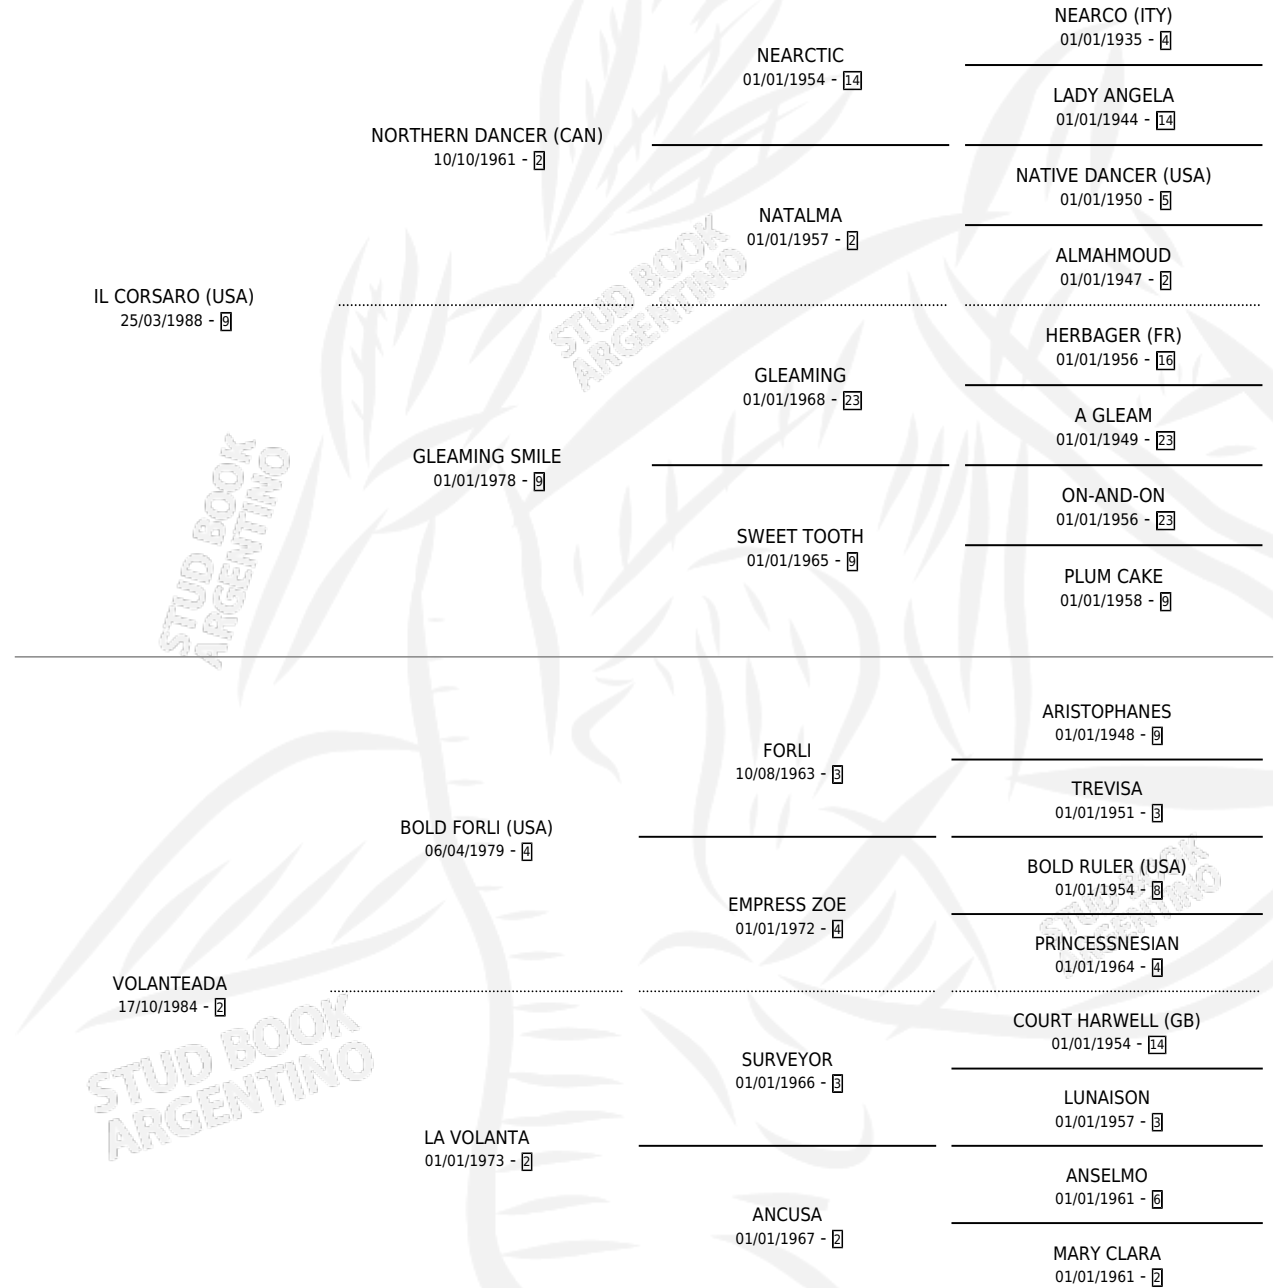 NEARCO (ITY)
01/01/1935 - 4
NEARCTIC
01/01/1954 - 14
LADY ANGELA
01/01/1944 - 14
NORTHERN DANCER (CAN)
10/10/1961 - 2
NATIVE DANCER (USA)
01/01/1950 - 5
NATALMA
01/01/1957 - 2
ALMAHMOUD
01/01/1947 - 2
IL CORSARO (USA)
25/03/1988 - 9
STUD BOOK
ARGENTINO
HERBAGER (FR)
01/01/1956 - 16
GLEAMING
01/01/1968 - 23
A GLEAM
01/01/1949 - 23
GLEAMING SMILE
01/01/1978 - 9
ON-AND-ON
01/01/1956 - 23
SWEET TOOTH
01/01/1965 - 9
PLUM CAKE
01/01/1958 - 9
STUD BOOK
ARGENTINO
ARISTOPHANES
01/01/1948 - 9
FORLI
10/08/1963 - 3
TREVISA
01/01/1951 - 3
BOLD FORLI (USA)
06/04/1979 - 4
BOLD RULER (USA)
01/01/1954 - 8
EMPRESS ZOE
01/01/1972 - 4
STUD BOOK
ARGENTINO
PRINCESSNESIAN
01/01/1964 - 4
VOLANTEADA
17/10/1984 - 2
STUD BOOK
ARGENTINO
COURT HARWELL (GB)
01/01/1954 - 14
SURVEYOR
01/01/1966 - 3
LUNAISON
01/01/1957 - 3
LA VOLANTA
01/01/1973 - 2
ANSELMO
01/01/1961 - 6
ANCUSA
01/01/1967 - 2
MARY CLARA
01/01/1961 - 2